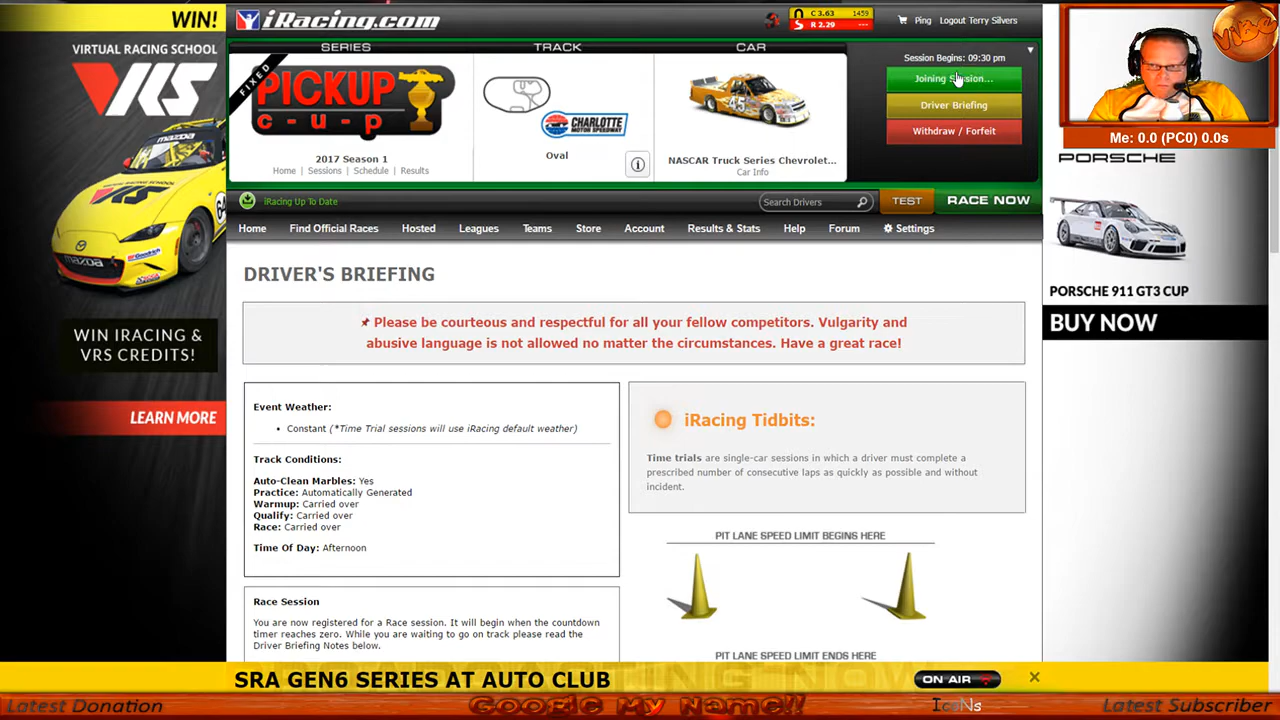 WIN!
VIRTUAL RACING SCHOOL
VRS
WIN IRACING &
VRS CREDITS!
LEARN MORE
iRacing.com
C 3.63 1459
R 2.29 ---
Ping Logout Terry Silvers
SERIES TRACK CAR
FIXED
PICKUP
c-u-p
2017 Season 1
Home | Sessions | Schedule | Results
CHARLOTTE
MOTOR SPEEDWAY
Oval
NASCAR Truck Series Chevrolet...
Car Info
Session Begins: 09:30 pm
Joining Session...
Driver Briefing
Withdraw / Forfeit
iRacing Up To Date
Search Drivers
TEST
RACE NOW
Home Find Official Races Hosted Leagues Teams Store Account Results & Stats Help Forum Settings
DRIVER'S BRIEFING
Please be courteous and respectful for all your fellow competitors. Vulgarity and
abusive language is not allowed no matter the circumstances. Have a great race!
Event Weather:
• Constant (*Time Trial sessions will use iRacing default weather)
Track Conditions:
Auto-Clean Marbles: Yes
Practice: Automatically Generated
Warmup: Carried over
Qualify: Carried over
Race: Carried over
Time Of Day: Afternoon
Race Session
You are now registered for a Race session. It will begin when the countdown
timer reaches zero. While you are waiting to go on track please read the
Driver Briefing Notes below.
iRacing Tidbits:
Time trials are single-car sessions in which a driver must complete a
prescribed number of consecutive laps as quickly as possible and without
incident.
PIT LANE SPEED LIMIT BEGINS HERE
PIT LANE SPEED LIMIT ENDS HERE
Vibe
Me: 0.0 (PC0) 0.0s
PORSCHE
PORSCHE 911 GT3 CUP
BUY NOW
SRA GEN6 SERIES AT AUTO CLUB
ON AIR
Latest Donation
Google My Name!!
IceNs
Latest Subscriber